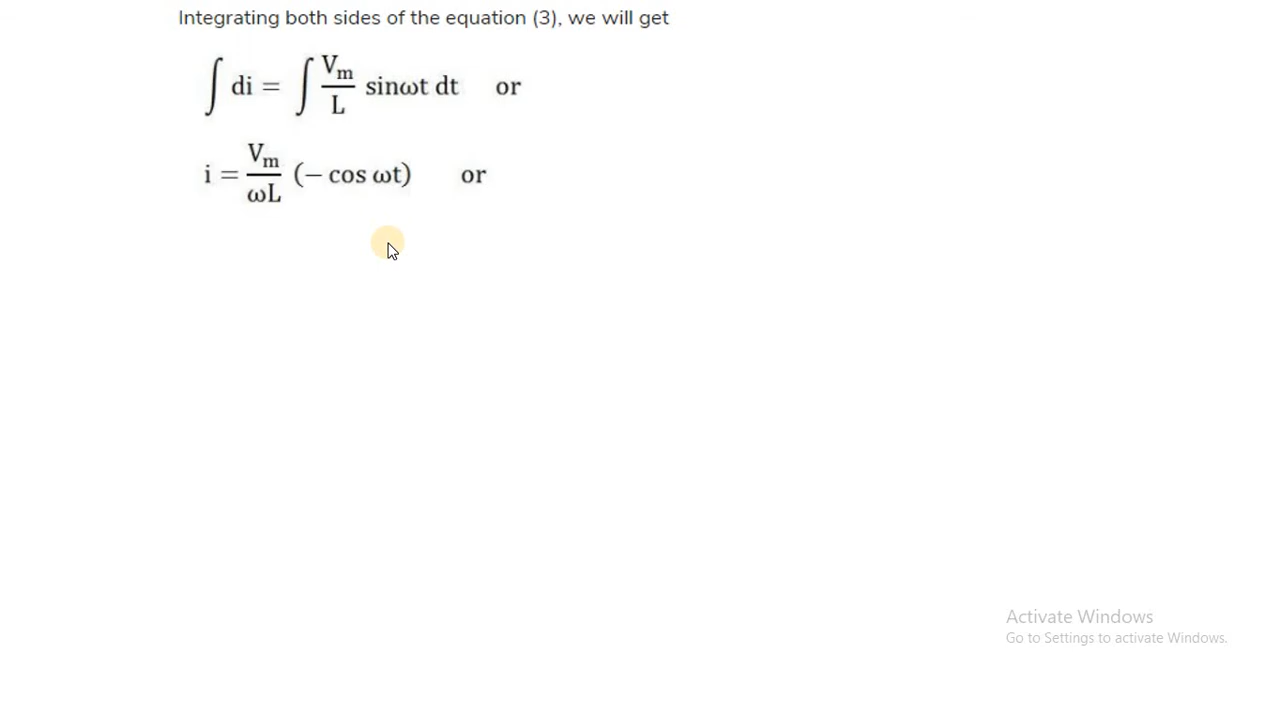 Integrating both sides of the equation (3), we will get
∫ di = ∫ Vm/L sinωt dt or
i = Vm/ωL (− cos ωt) or
Activate Windows
Go to Settings to activate Windows.